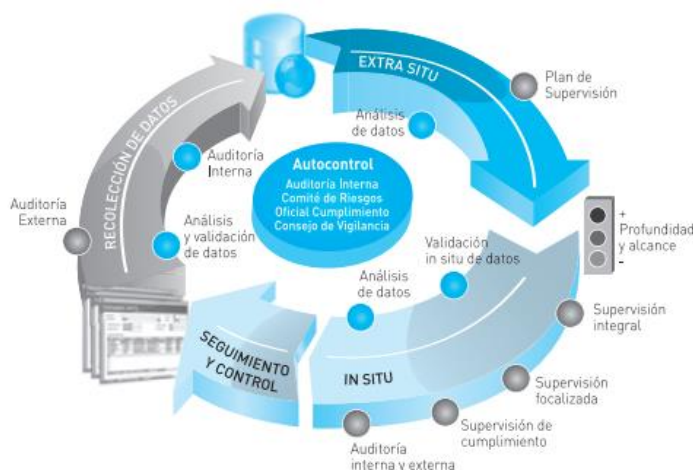 EXTRA SITU
Plan de
Supervisión
Análisis
de datos
RECOLECCIÓN DE DATOS
Auditoría
Interna
Auditoría
Externa
Análisis
y validación
de datos
Autocontrol
Auditoría Interna
Comité de Riesgos
Oficial Cumplimiento
Consejo de Vigilancia
+
Profundidad
y alcance
-
Validación
in situ de datos
Análisis
de datos
Supervisión
integral
SEGUIMIENTO
Y CONTROL
IN SITU
Supervisión
focalizada
Supervisión de
cumplimiento
Auditoría
interna y externa